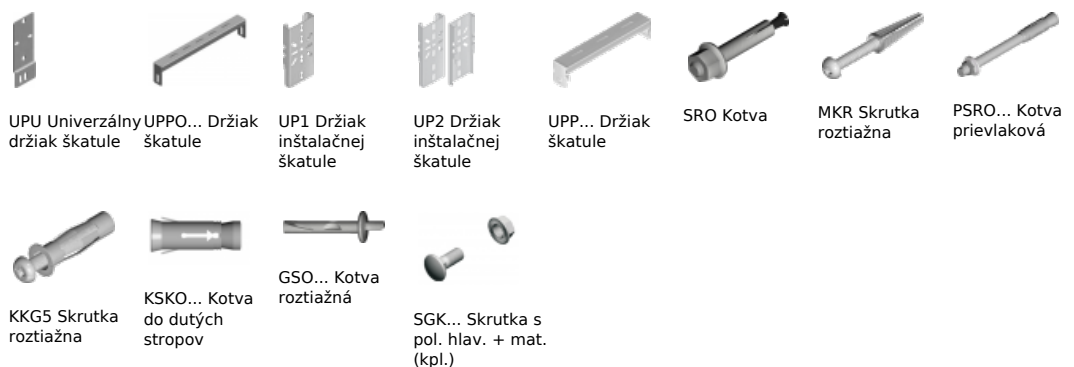 UPU Univerzálny
držiak škatule
UPPO... Držiak
škatule
UP1 Držiak
inštalačnej
škatule
UP2 Držiak
inštalačnej
škatule
UPP... Držiak
škatule
SRO Kotva
MKR Skrutka
roztiažna
PSRO... Kotva
prievlaková
KKG5 Skrutka
roztiažna
KSKO... Kotva
do dutých
stropov
GSO... Kotva
roztiažná
SGK... Skrutka s
pol. hlav. + mat.
(kpl.)